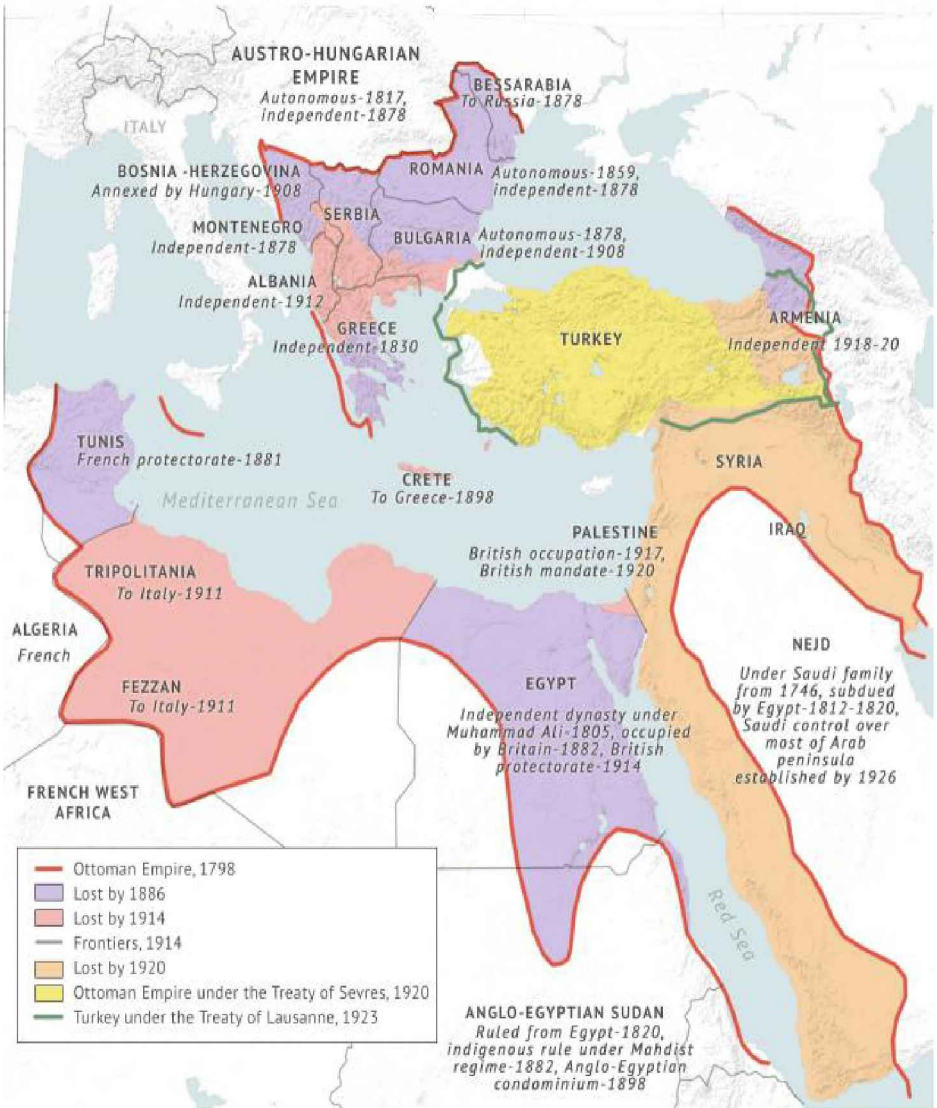 AUSTRO-HUNGARIAN
EMPIRE
Autonomous-1817,
independent-1878
BESSARABIA
To Russia-1878
ITALY
BOSNIA -HERZEGOVINA
Annexed by Hungary-1908
ROMANIA
Autonomous-1859,
independent-1878
SERBIA
MONTENEGRO
Independent-1878
BULGARIA
Autonomous-1878,
independent-1908
ALBANIA
Independent-1912
GREECE
Independent-1830
TURKEY
ARMENIA
Independent 1918-20
TUNIS
French protectorate-1881
CRETE
To Greece-1898
SYRIA
Mediterranean Sea
PALESTINE
British occupation-1917,
British mandate-1920
IRAQ
TRIPOLITANIA
To Italy-1911
ALGERIA
French
FEZZAN
To Italy-1911
EGYPT
Independent dynasty under
Muhammad Ali-1805, occupied
by Britain-1882, British
protectorate-1914
NEJD
Under Saudi family
from 1746, subdued
by Egypt-1812-1820,
Saudi control over
most of Arab
peninsula
established by 1926
FRENCH WEST
AFRICA
Red Sea
Ottoman Empire, 1798
Lost by 1886
Lost by 1914
Frontiers, 1914
Lost by 1920
Ottoman Empire under the Treaty of Sevres, 1920
Turkey under the Treaty of Lausanne, 1923
ANGLO-EGYPTIAN SUDAN
Ruled from Egypt-1820,
indigenous rule under Mahdist
regime-1882, Anglo-Egyptian
condominium-1898